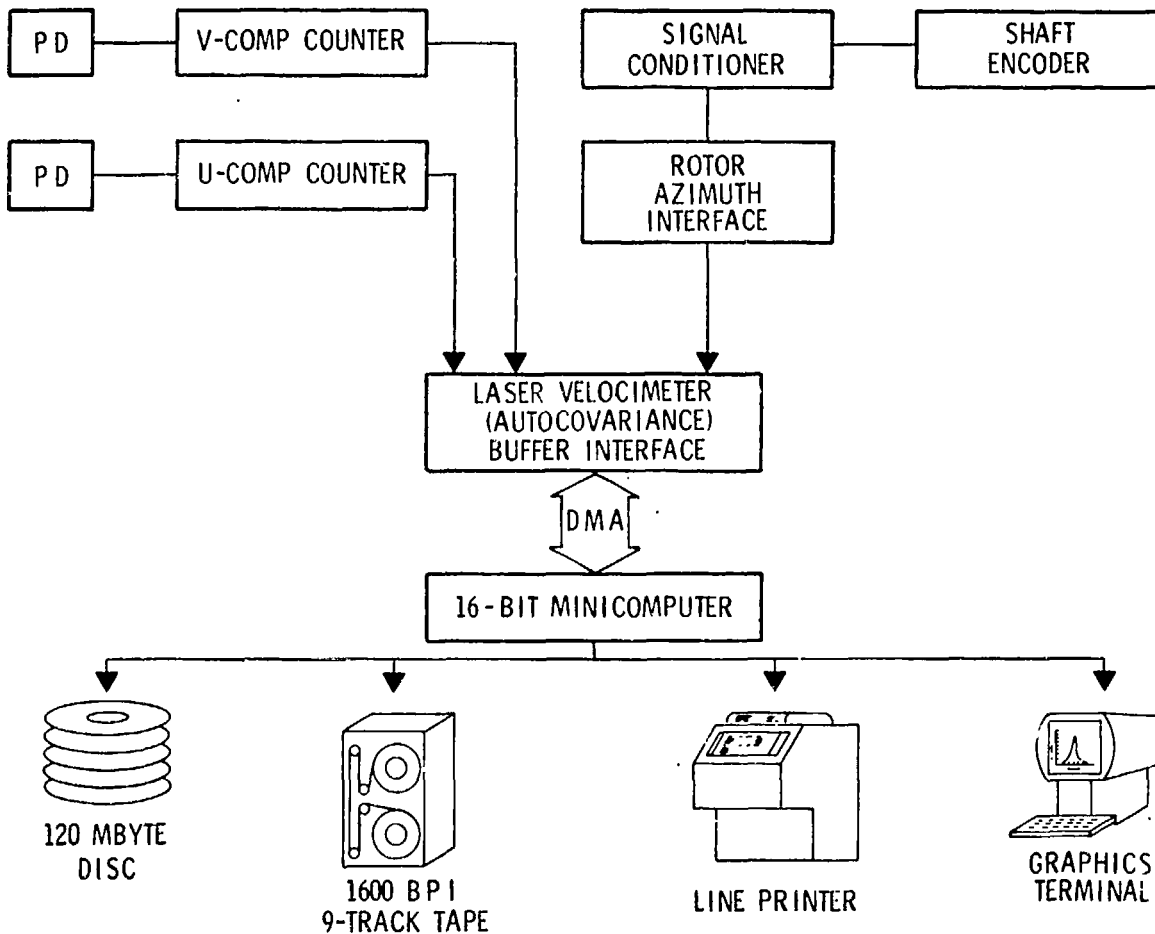 PD
V-COMP COUNTER
SIGNAL
CONDITIONER
SHAFT
ENCODER
PD
U-COMP COUNTER
ROTOR
AZIMUTH
INTERFACE
LASER VELOCIMETER
(AUTOCOVARIANCE)
BUFFER INTERFACE
DMA
16-BIT MINICOMPUTER
120 MBYTE
DISC
1600 BPI
9-TRACK TAPE
LINE PRINTER
GRAPHICS
TERMINAL